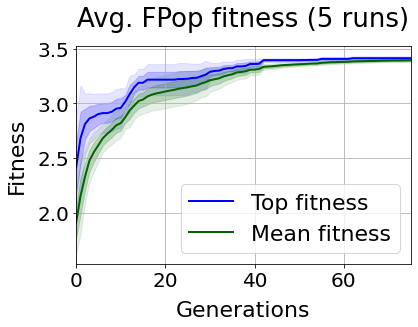 Avg. FPop fitness (5 runs)
3.5
3.0
2.5
2.0
Fitness
Top fitness
Mean fitness
0 20 40 60
Generations